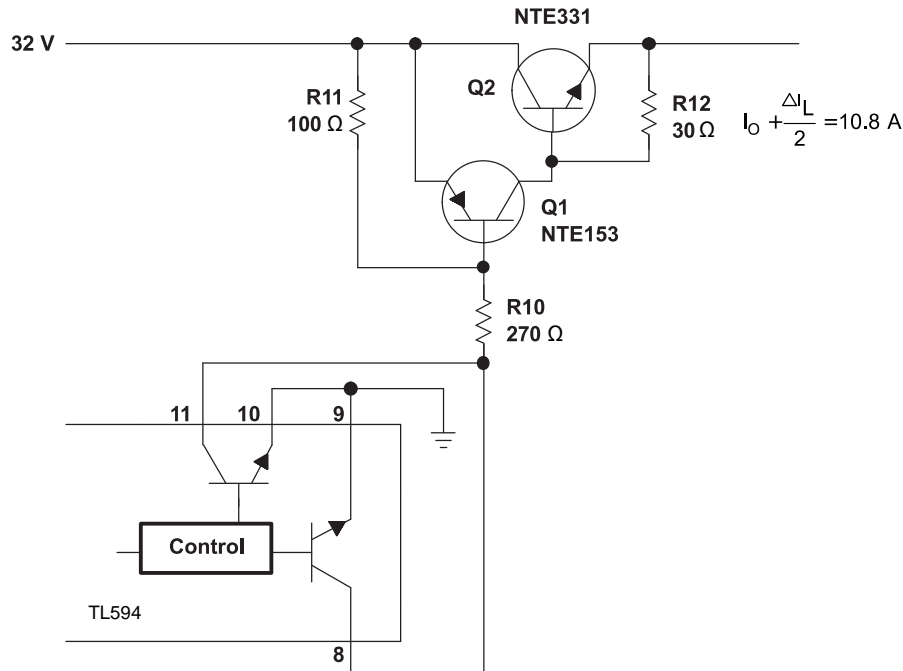 NTE331
32 V
Q2
R11
100 Ω
R12
30 Ω
I_O + ΔI_L/2 = 10.8 A
Q1
NTE153
R10
270 Ω
11 10 9
Control
TL594
8